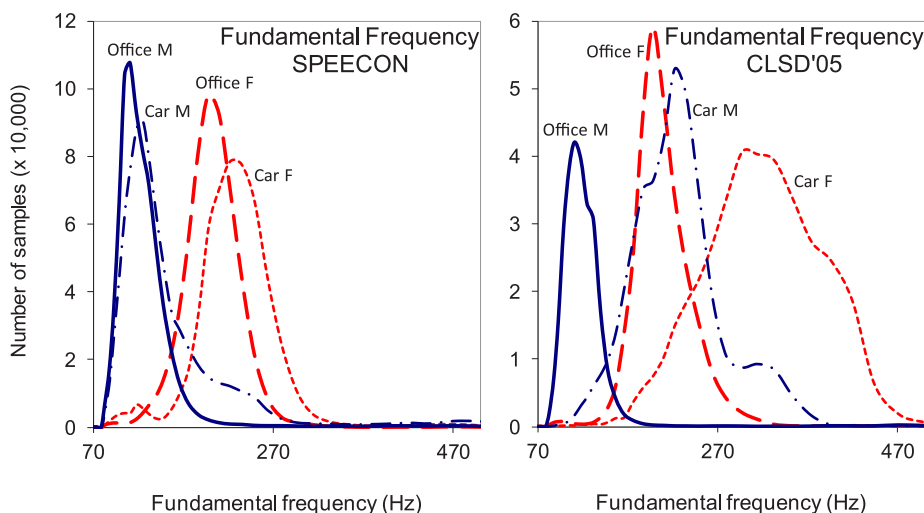 Fundamental Frequency
SPEECON
Office M
Car M
Office F
Car F
12
10
8
6
4
2
0
70
270
470
Number of samples (x 10,000)
Fundamental frequency (Hz)
Fundamental Frequency
CLSD'05
Office F
Car M
Office M
Car F
6
5
4
3
2
1
0
70
270
470
Fundamental frequency (Hz)